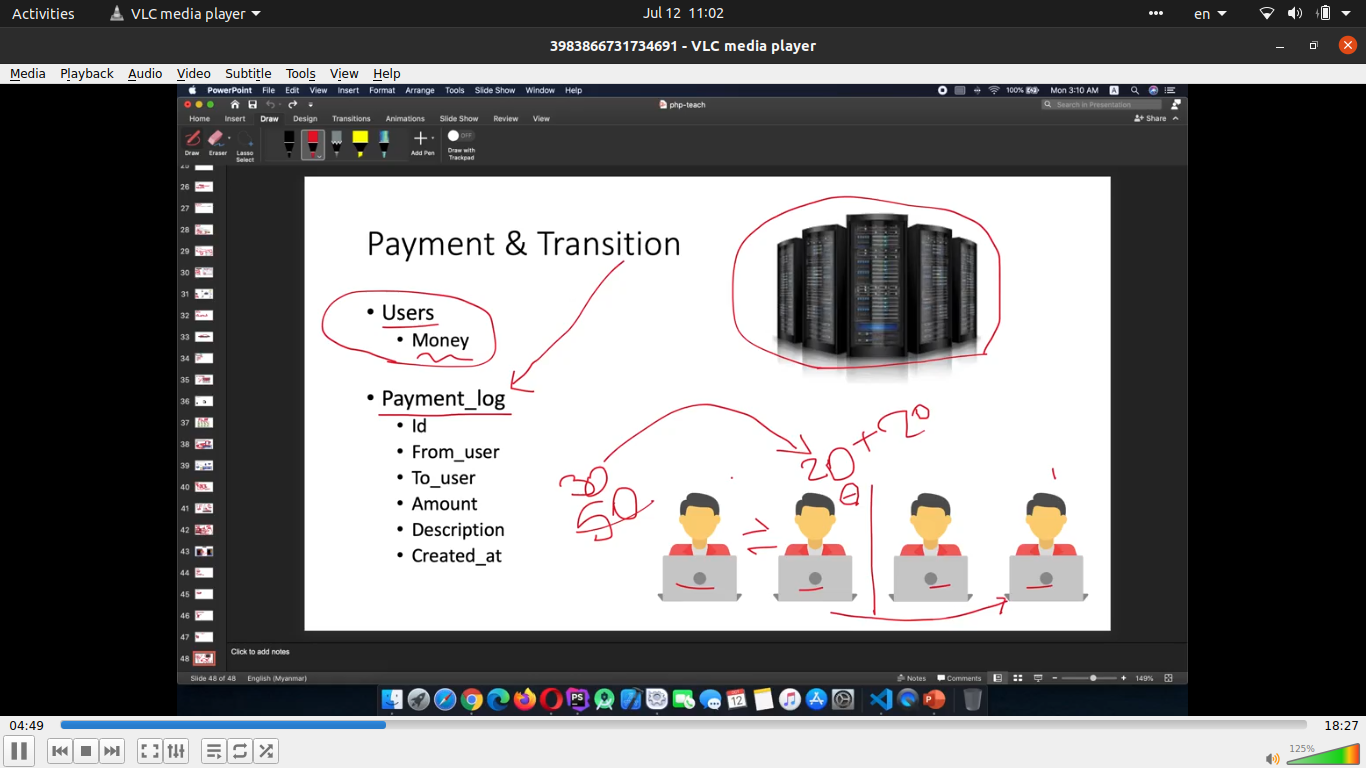 Activities VLC media player Jul 12 11:02 en
3983866731734691 - VLC media player
Media Playback Audio Video Subtitle Tools View Help
PowerPoint File Edit View Insert Format Arrange Tools Slide Show Window Help 100% Mon 3:10 AM A
php-teach Search in Presentation
Home Insert Draw Design Transitions Animations Slide Show Review View Share
Draw Eraser Lasso Select Add Pen OFF Draw with Trackpad
26
27
28
29
30
31
32
33
34
35
36
37
38
39
40
41
42
43
44
45
46
47
48
Payment & Transition
• Users
• Money
• Payment_log
• Id
• From_user
• To_user
• Amount
• Description
• Created_at
20 + 20
30
50
Click to add notes
Slide 48 of 48 English (Myanmar) Notes Comments 149%
PS 12
04:49 18:27
125%